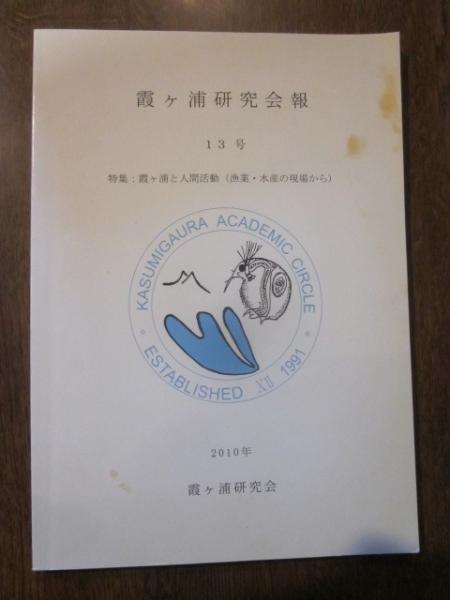 霞ヶ浦研究会報
13号
特集：霞ヶ浦と人間活動（漁業・水産の現場から）
KASUMIGAURA ACADEMIC CIRCLE
ESTABLISHED XII 1991
2010年
霞ヶ浦研究会